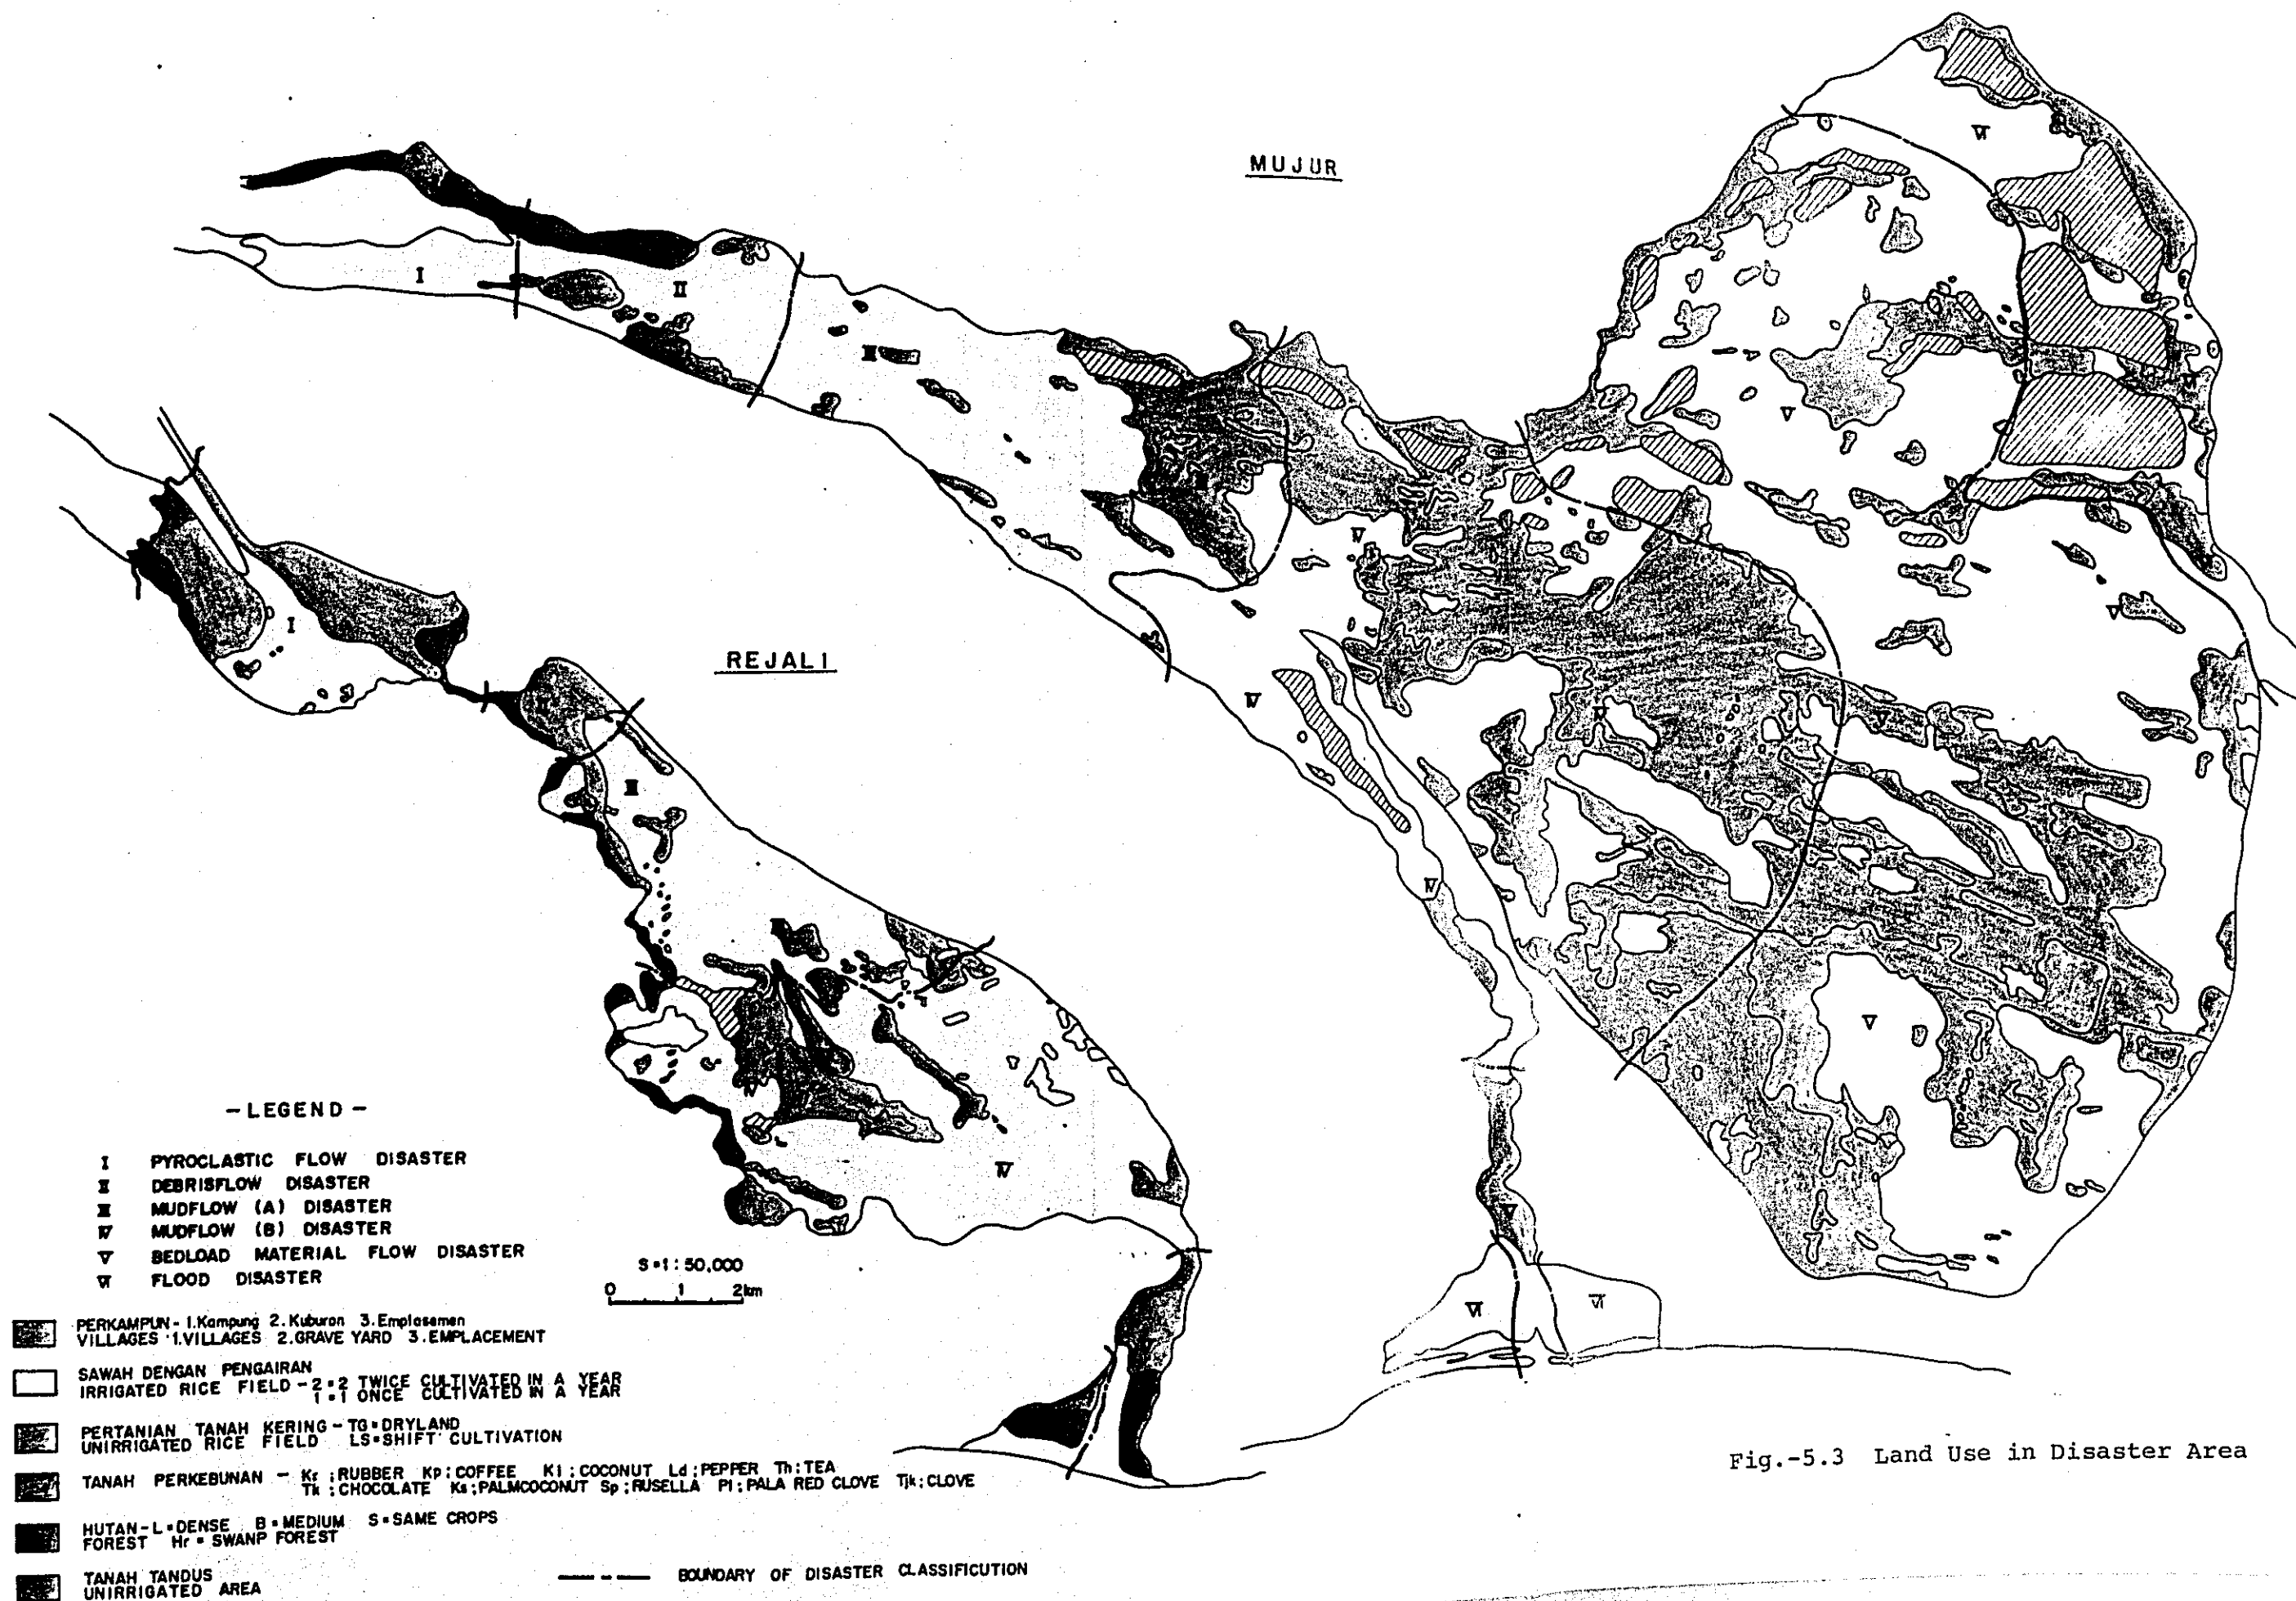 MUJUR
VI
I
II
III
VI
V
REJALI
I
IV
V
IV
III
V
V
IV
V
IV
IV
V
VI
VI
- LEGEND -
I PYROCLASTIC FLOW DISASTER
II DEBRISFLOW DISASTER
III MUDFLOW (A) DISASTER
IV MUDFLOW (B) DISASTER
V BEDLOAD MATERIAL FLOW DISASTER
VI FLOOD DISASTER
S=1:50,000
0 1 2km
PERKAMPUN - 1.Kampung 2.Kuburon 3.Emplasemen
VILLAGES 1.VILLAGES 2.GRAVE YARD 3.EMPLACEMENT
SAWAH DENGAN PENGAIRAN
IRRIGATED RICE FIELD - 2=2 TWICE CULTIVATED IN A YEAR
1=1 ONCE CULTIVATED IN A YEAR
PERTANIAN TANAH KERING - TG=DRYLAND
UNIRRIGATED RICE FIELD LS=SHIFT CULTIVATION
TANAH PERKEBUNAN - Kr ; RUBBER KP ; COFFEE Kl ; COCONUT Ld ; PEPPER Th ; TEA
Tk ; CHOCOLATE Ks ; PALMCOCONUT Sp ; RUSELLA Pl ; PALA RED CLOVE Tjk ; CLOVE
HUTAN - L=DENSE B=MEDIUM S=SAME CROPS
FOREST Hr=SWANP FOREST
TANAH TANDUS
UNIRRIGATED AREA
BOUNDARY OF DISASTER CLASSIFICUTION
Fig.-5.3 Land Use in Disaster Area